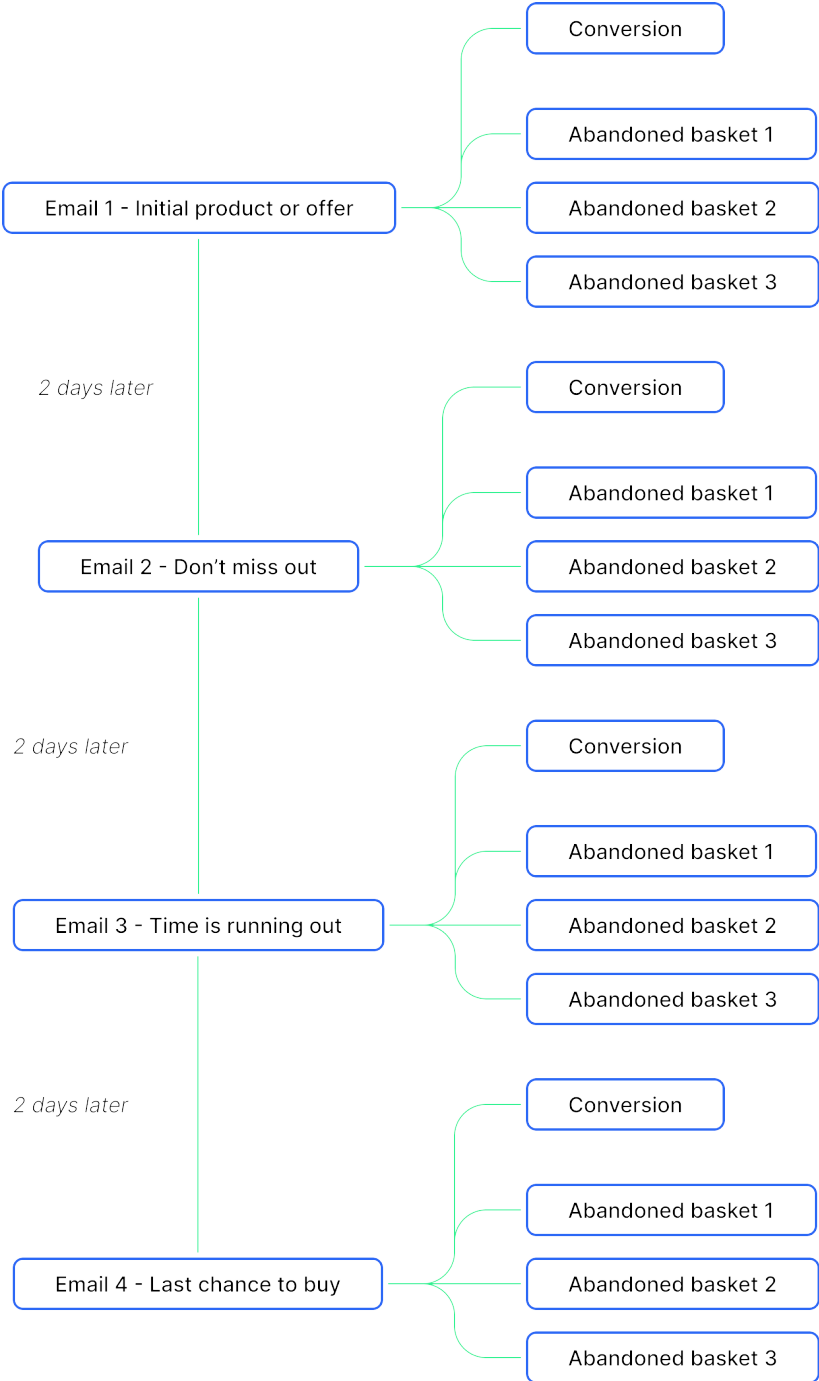 Conversion
Abandoned basket 1
Email 1 - Initial product or offer
Abandoned basket 2
Abandoned basket 3
2 days later
Conversion
Abandoned basket 1
Email 2 - Don’t miss out
Abandoned basket 2
Abandoned basket 3
2 days later
Conversion
Abandoned basket 1
Email 3 - Time is running out
Abandoned basket 2
Abandoned basket 3
2 days later
Conversion
Abandoned basket 1
Email 4 - Last chance to buy
Abandoned basket 2
Abandoned basket 3